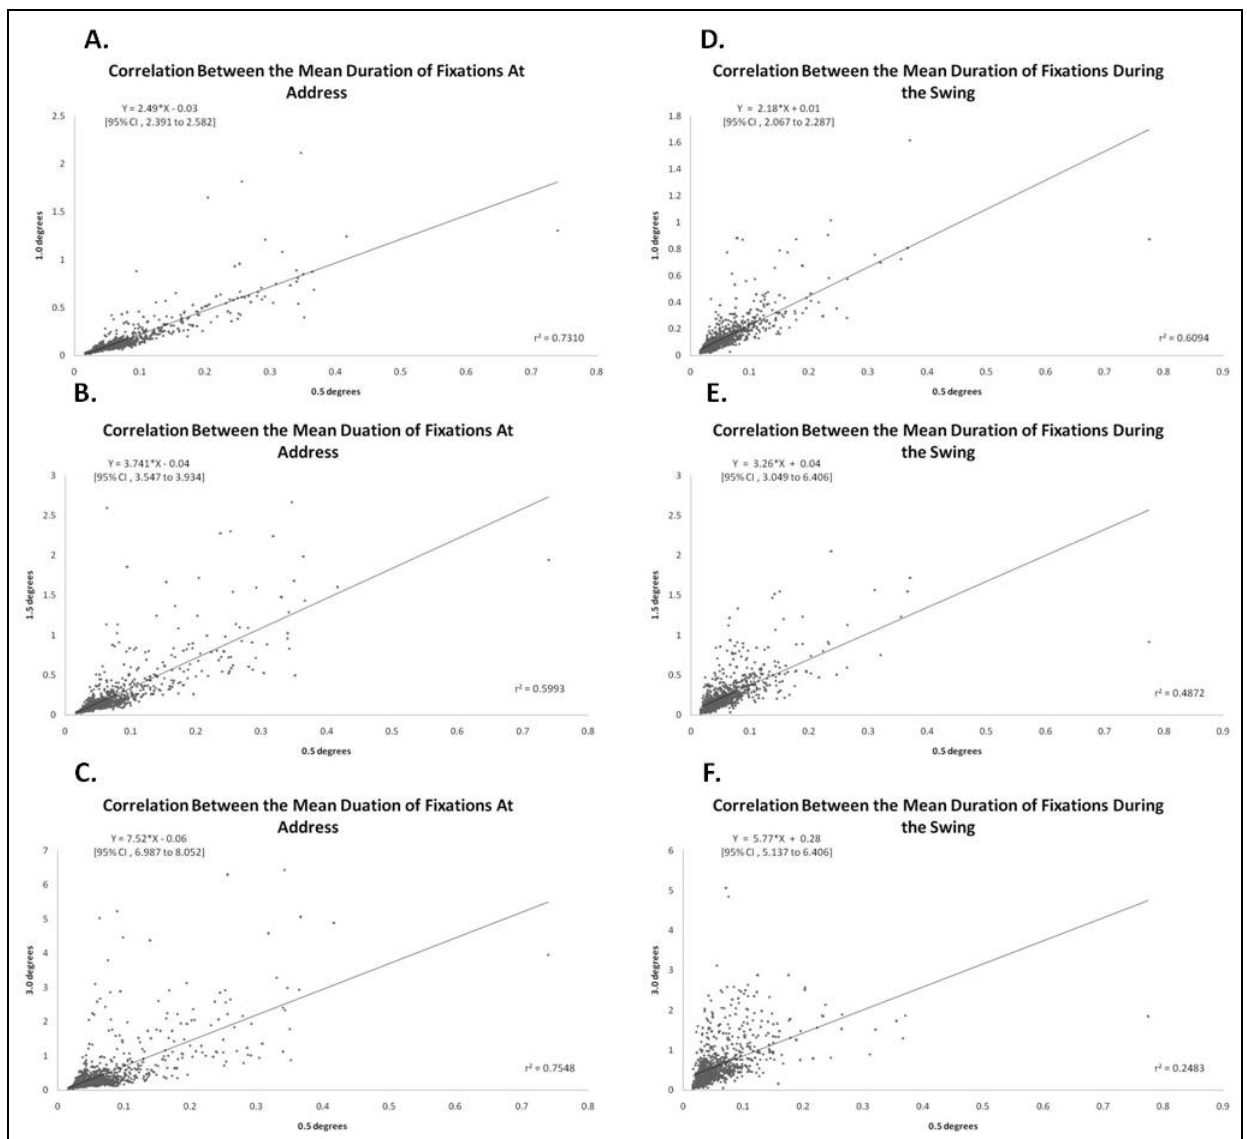 A.
Correlation Between the Mean Duration of Fixations At
Address
Y = 2.49*X - 0.03
[95% CI , 2.391 to 2.582]
2.5
2
1.5
1
0.5
0
1.0 degrees
r² = 0.7310
0 0.1 0.2 0.3 0.4 0.5 0.6 0.7 0.8
0.5 degrees
D.
Correlation Between the Mean Duration of Fixations During
the Swing
Y = 2.18*X + 0.01
[95% CI , 2.067 to 2.287]
1.8
1.6
1.4
1.2
1
0.8
0.6
0.4
0.2
0
1.0 degrees
r² = 0.6094
0 0.1 0.2 0.3 0.4 0.5 0.6 0.7 0.8 0.9
0.5 degrees
B.
Correlation Between the Mean Duation of Fixations At
Address
Y = 3.741*X - 0.04
[95% CI , 3.547 to 3.934]
3
2.5
2
1.5
1
0.5
0
1.5 degrees
r² = 0.5993
0 0.1 0.2 0.3 0.4 0.5 0.6 0.7 0.8
0.5 degrees
E.
Correlation Between the Mean Duration of Fixations During
the Swing
Y = 3.26*X + 0.04
[95% CI , 3.049 to 6.406]
3
2.5
2
1.5
1
0.5
0
1.5 degrees
r² = 0.4872
0 0.1 0.2 0.3 0.4 0.5 0.6 0.7 0.8 0.9
0.5 degrees
C.
Correlation Between the Mean Duation of Fixations At
Address
Y = 7.52*X - 0.06
[95% CI , 6.987 to 8.052]
7
6
5
4
3
2
1
0
3.0 degrees
r² = 0.7548
0 0.1 0.2 0.3 0.4 0.5 0.6 0.7 0.8
0.5 degrees
F.
Correlation Between the Mean Duration of Fixations During
the Swing
Y = 5.77*X + 0.28
[95% CI , 5.137 to 6.406]
6
5
4
3
2
1
0
3.0 degrees
r² = 0.2483
0 0.1 0.2 0.3 0.4 0.5 0.6 0.7 0.8 0.9
0.5 degrees